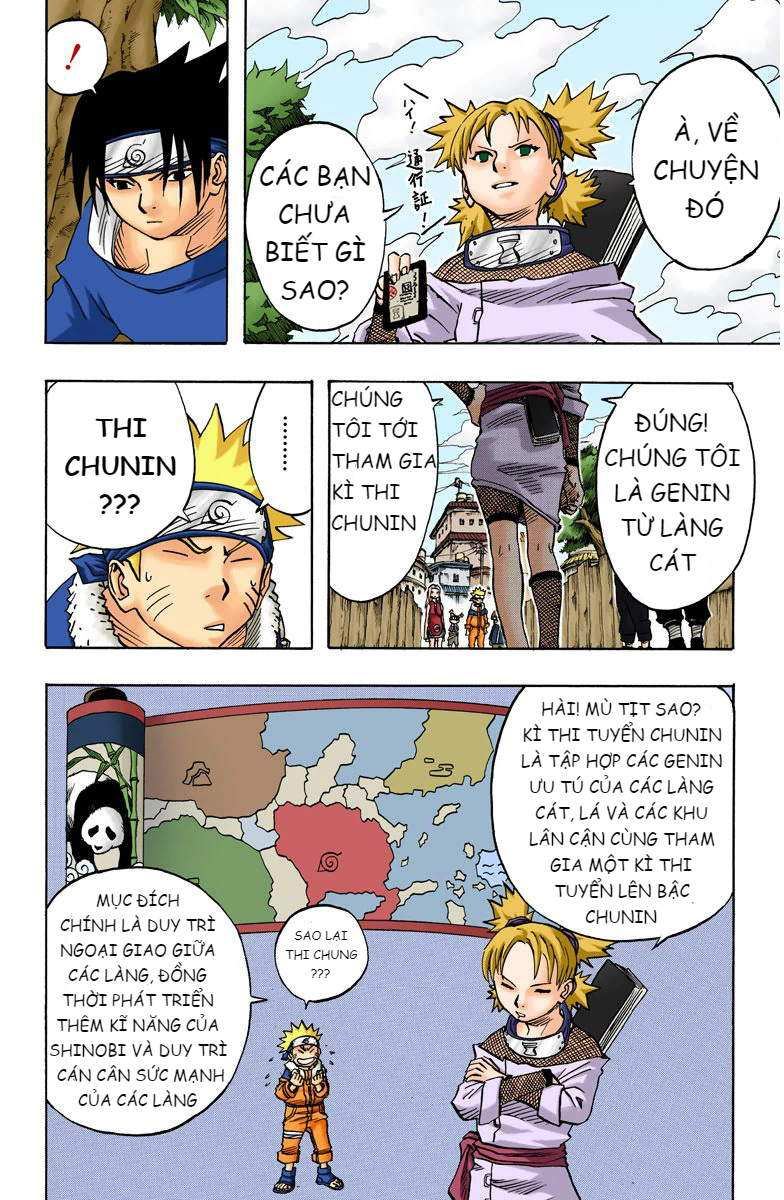 À, VỀ
CHUYỆN
ĐÓ
ハイ！
通行証！
CÁC BẠN
CHƯA
BIẾT GÌ
SAO?
!
ĐÚNG!
CHÚNG TÔI
LÀ GENIN
TỪ LÀNG
CÁT
CHÚNG
TÔI TỚI
THAM GIA
KÌ THI
CHUNIN
.........
THI
CHUNIN
???
HÀI! MÙ TỊT SAO?
KÌ THI TUYỂN CHUNIN
LÀ TẬP HỢP CÁC GENIN
ƯU TÚ CỦA CÁC LÀNG
CÁT, LÁ VÀ CÁC KHU
LÂN CẬN CÙNG THAM
GIA MỘT KÌ THI
TUYỂN LÊN BẬC
CHUNIN
SAO LẠI
THI CHUNG
???
MỤC ĐÍCH
CHÍNH LÀ DUY TRÌ
NGOẠI GIAO GIỮA
CÁC LÀNG, ĐỒNG
THỜI PHÁT TRIỂN
THÊM KĨ NĂNG CỦA
SHINOBI VÀ DUY TRÌ
CÁN CÂN SỨC MẠNH
CỦA CÁC LÀNG